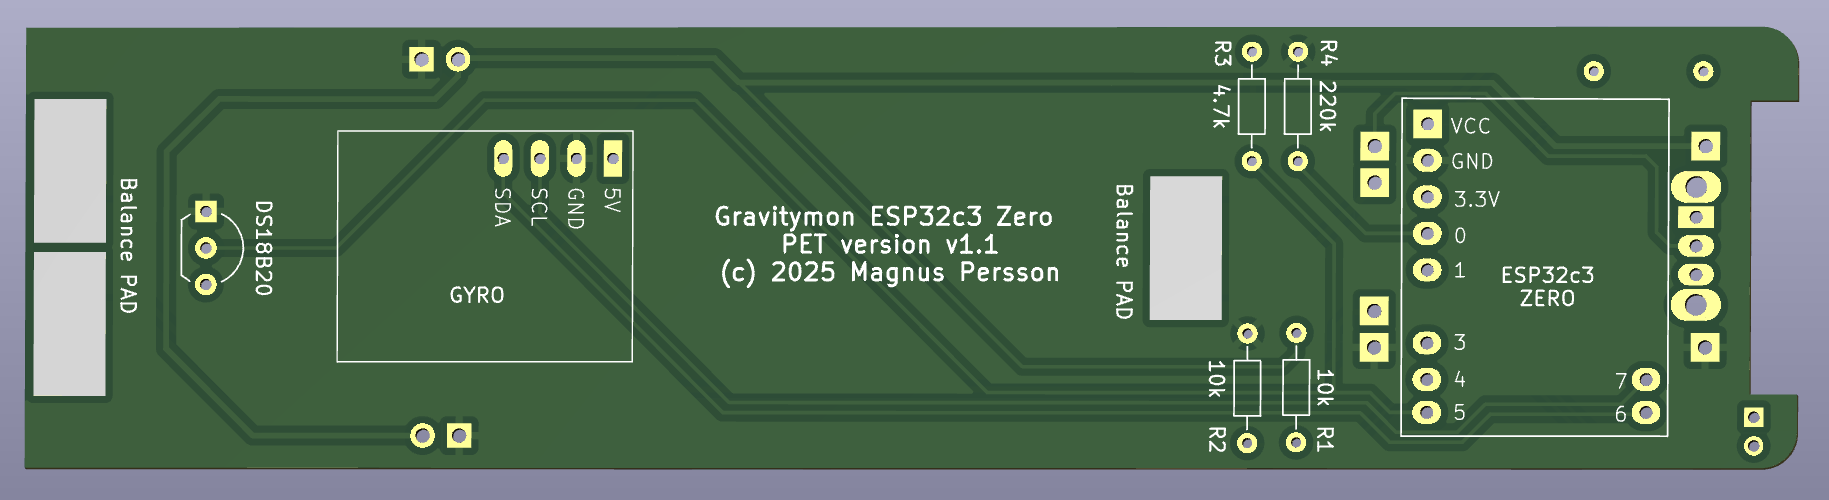 Balance PAD
DS18B20
SDA
SCL
GND
5V
GYRO
Gravitymon ESP32c3 Zero
PET version v1.1
(c) 2025 Magnus Persson
Balance PAD
R3
4.7k
R4
220k
10k
R2
10k
R1
VCC
GND
3.3V
0
1
3
4
5
ESP32c3
ZERO
7
6